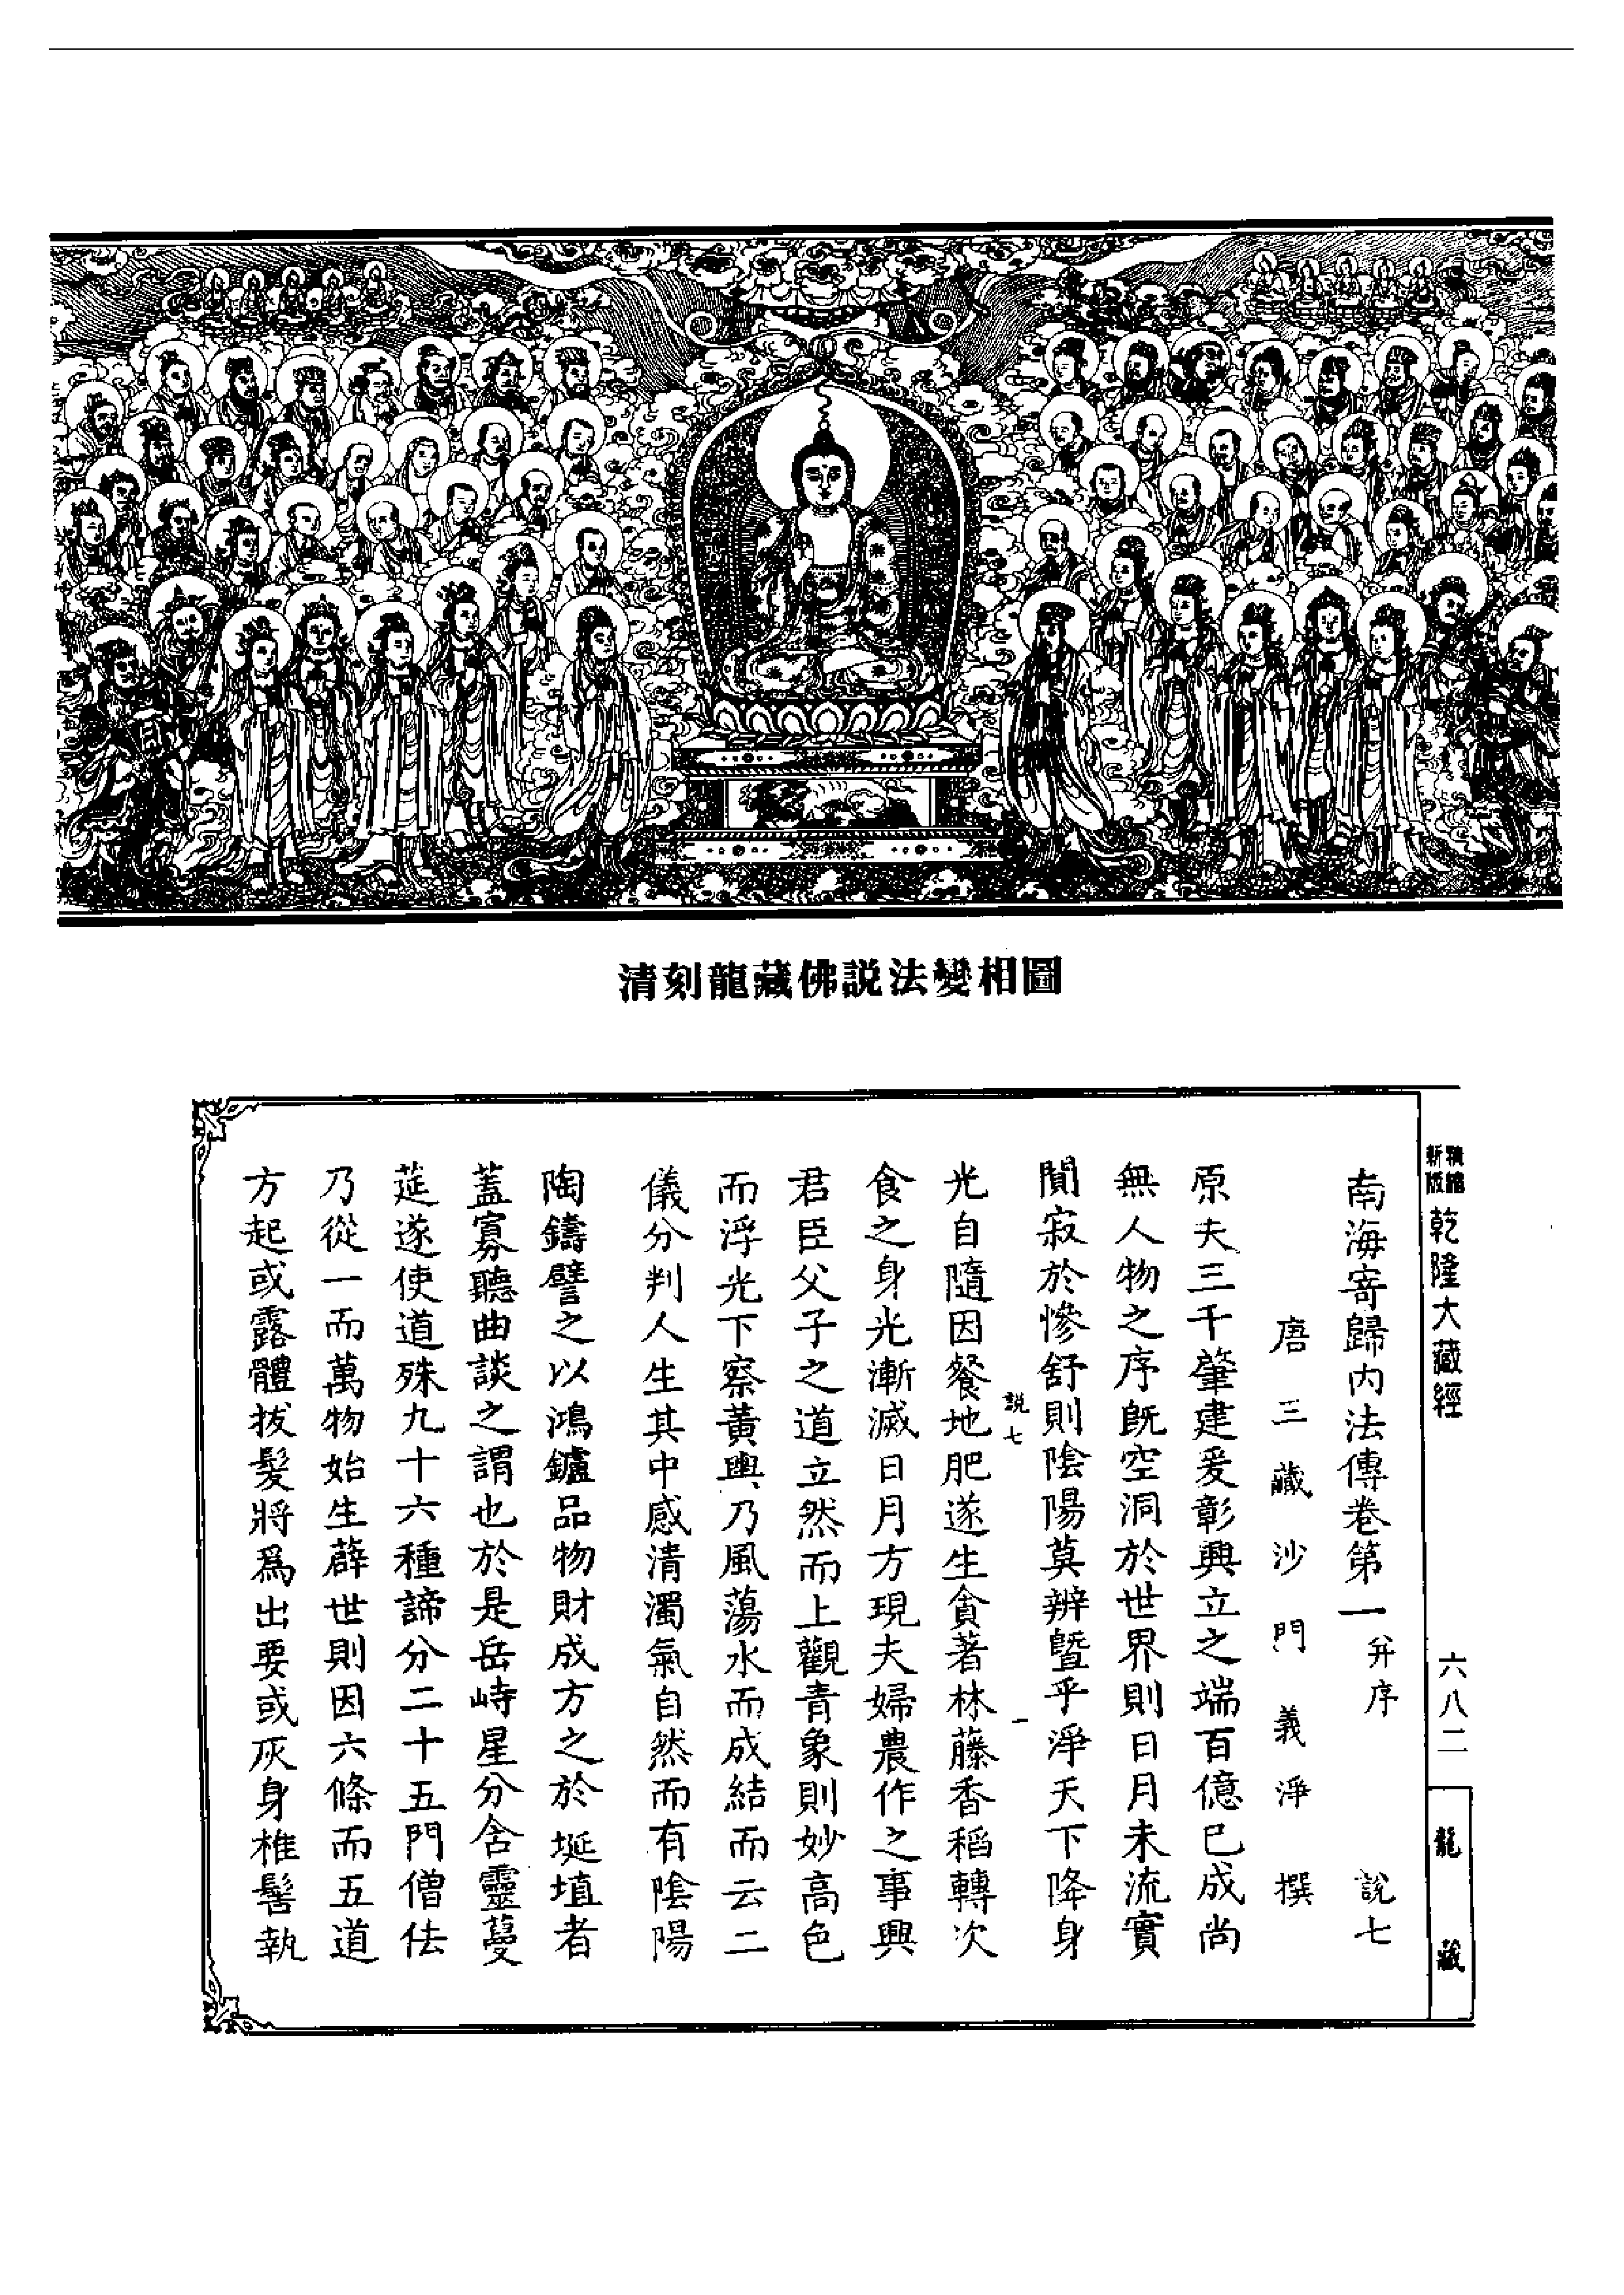 清刻龍藏佛説法變相圖
精縮
新版
乾隆大藏經
六八二
龍藏
南海寄歸内法傳卷第一 并序 說七
唐三藏沙門義淨撰
原夫三千肇建爰彰興立之端百億已成尚
無人物之序旣空洞於世界則日月未流實
閴寂於慘舒則陰陽莫辨曁乎淨天下降身
説七
一
光自隨因餐地肥遂生貪著林藤香稻轉次
食之身光漸滅日月方現夫婦農作之事興
君臣父子之道立然而上觀青象則妙高色
而浮光下察黃輿乃風蕩水而成結而云二
儀分判人生其中感清濁氣自然而有陰陽
陶鑄譬之以鴻鑪品物財成方之於埏埴者
蓋寡聽曲談之謂也於是岳峙星分含靈蔓
莚遂使道殊九十六種諦分二十五門僧佉
乃從一而萬物始生薜世則因六條而五道
方起或露體拔髮將爲出要或灰身椎髻執